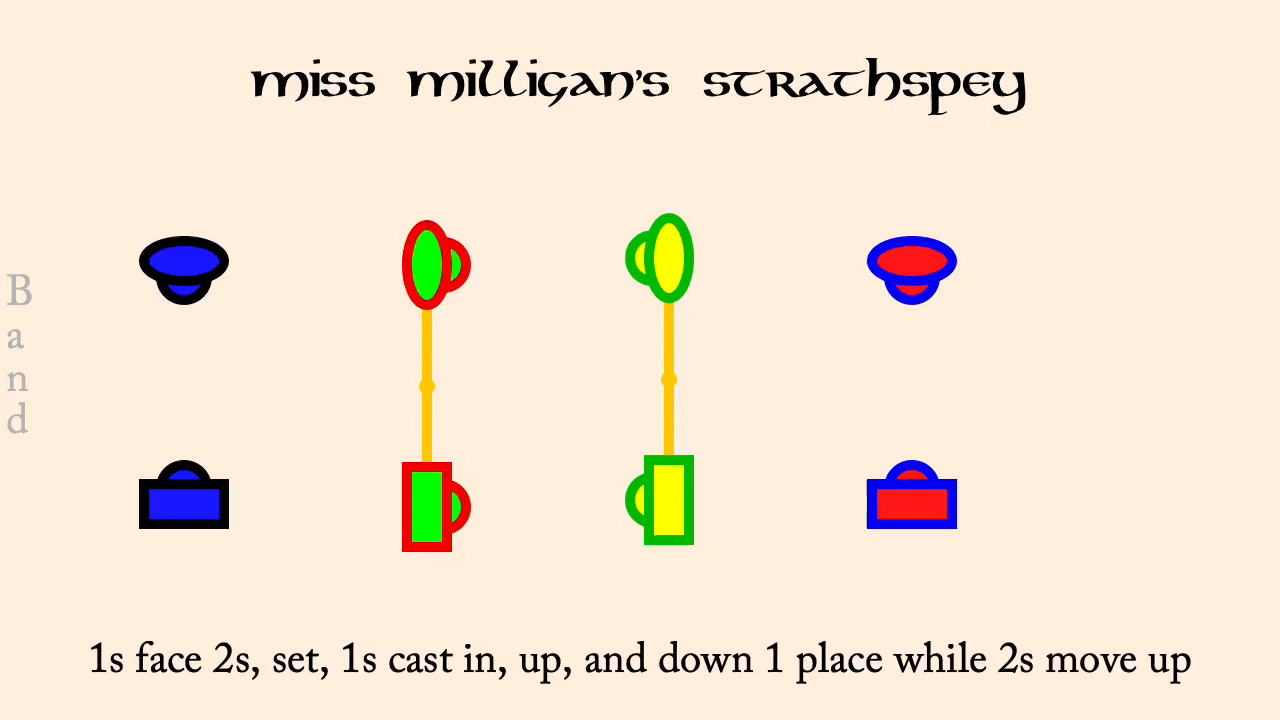 miss milligan's strathspey
Band
1s face 2s, set, 1s cast in, up, and down 1 place while 2s move up